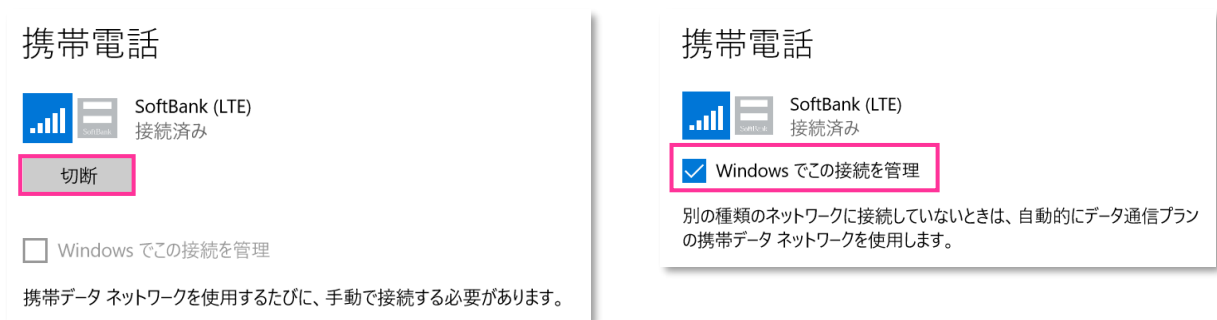 携帯電話
SoftBank (LTE)
SoftBank
接続済み
切断
Windows でこの接続を管理
携帯データ ネットワークを使用するたびに、手動で接続する必要があります。
携帯電話
SoftBank (LTE)
SoftBank
接続済み
Windows でこの接続を管理
別の種類のネットワークに接続していないときは、自動的にデータ通信プラン
の携帯データ ネットワークを使用します。